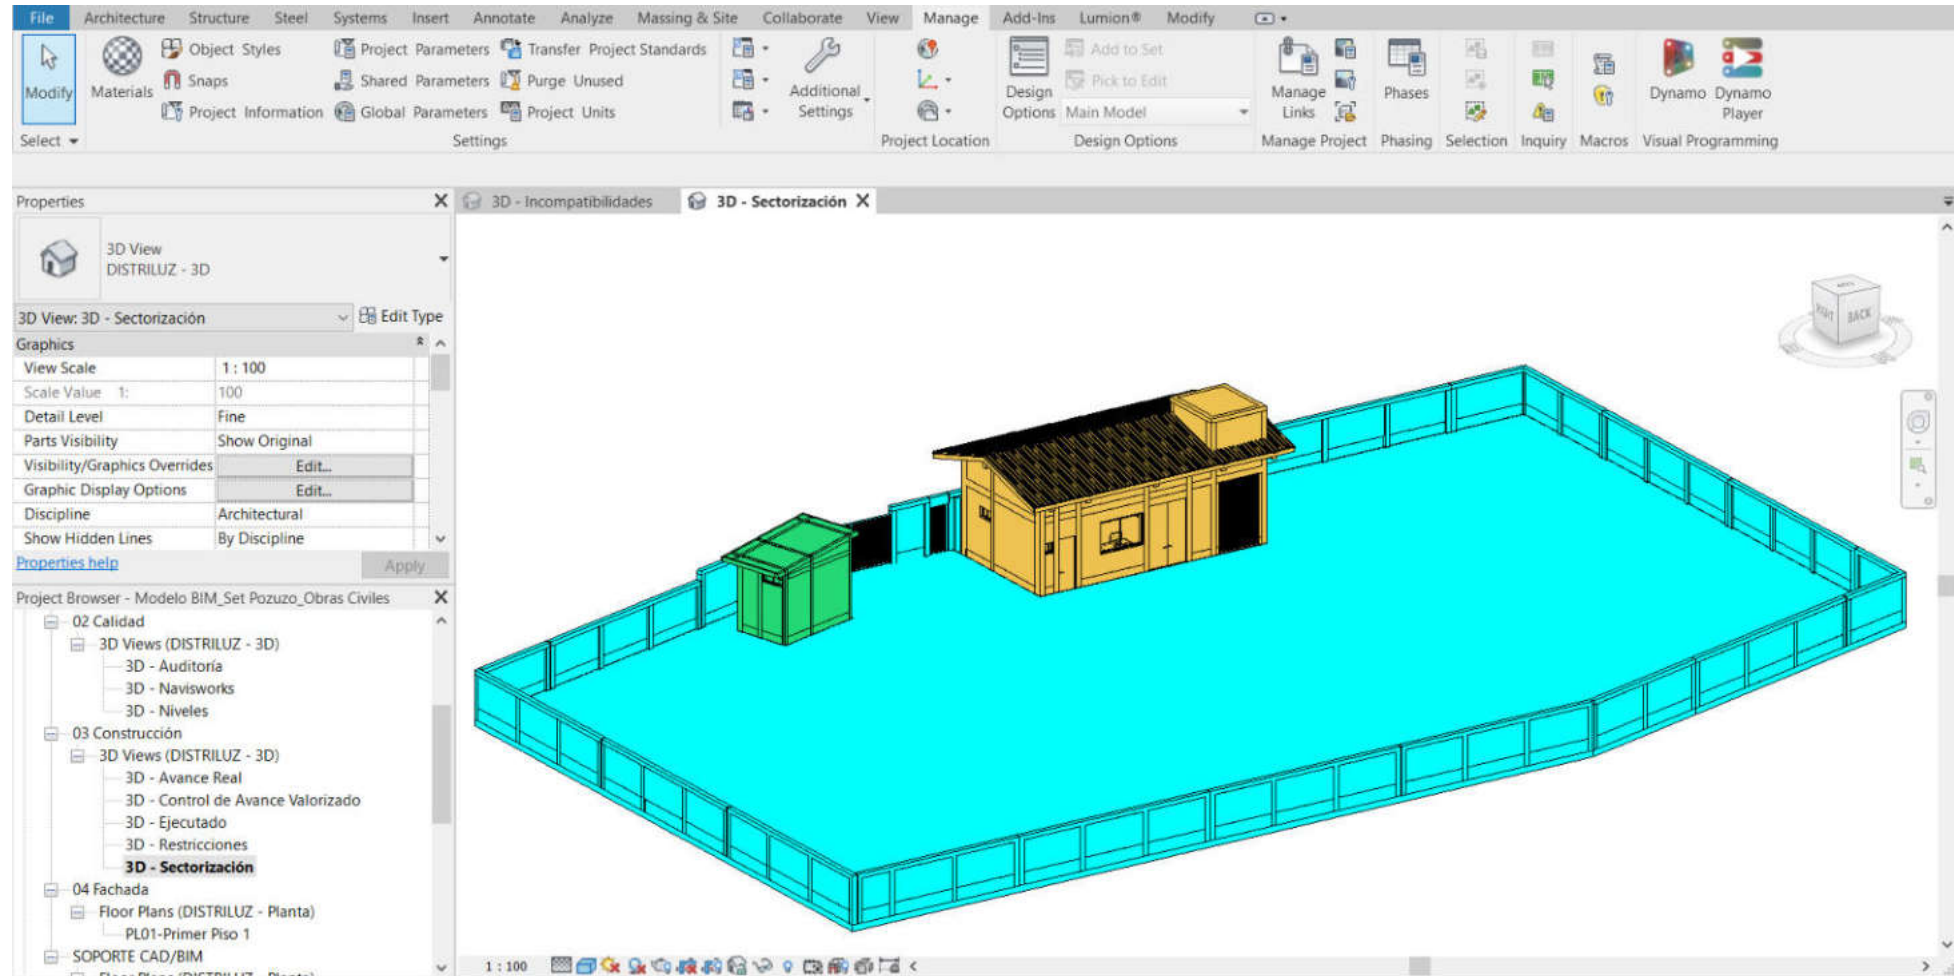 File Architecture Structure Steel Systems Insert Annotate Analyze Massing & Site Collaborate View Manage Add-Ins Lumion® Modify
Modify
Materials
Object Styles
Snaps
Project Information
Project Parameters
Shared Parameters
Global Parameters
Transfer Project Standards
Purge Unused
Project Units
Additional
Settings
Design
Options
Add to Set
Pick to Edit
Main Model
Manage
Links
Phases
Dynamo
Dynamo
Player
Select Settings Project Location Design Options Manage Project Phasing Selection Inquiry Macros Visual Programming
Properties
3D - Incompatibilidades
3D - Sectorización
3D View
DISTRILUZ - 3D
3D View: 3D - Sectorización
Edit Type
Graphics
View Scale 1 : 100
Scale Value 1: 100
Detail Level Fine
Parts Visibility Show Original
Visibility/Graphics Overrides Edit...
Graphic Display Options Edit...
Discipline Architectural
Show Hidden Lines By Discipline
Properties help
Apply
BACK
Project Browser - Modelo BIM_Set Pozuzo_Obras Civiles
02 Calidad
3D Views (DISTRILUZ - 3D)
3D - Auditoría
3D - Navisworks
3D - Niveles
03 Construcción
3D Views (DISTRILUZ - 3D)
3D - Avance Real
3D - Control de Avance Valorizado
3D - Ejecutado
3D - Restricciones
3D - Sectorización
04 Fachada
Floor Plans (DISTRILUZ - Planta)
PL01-Primer Piso 1
SOPORTE CAD/BIM
Floor Plans (DISTRILUZ - Planta)
1 : 100